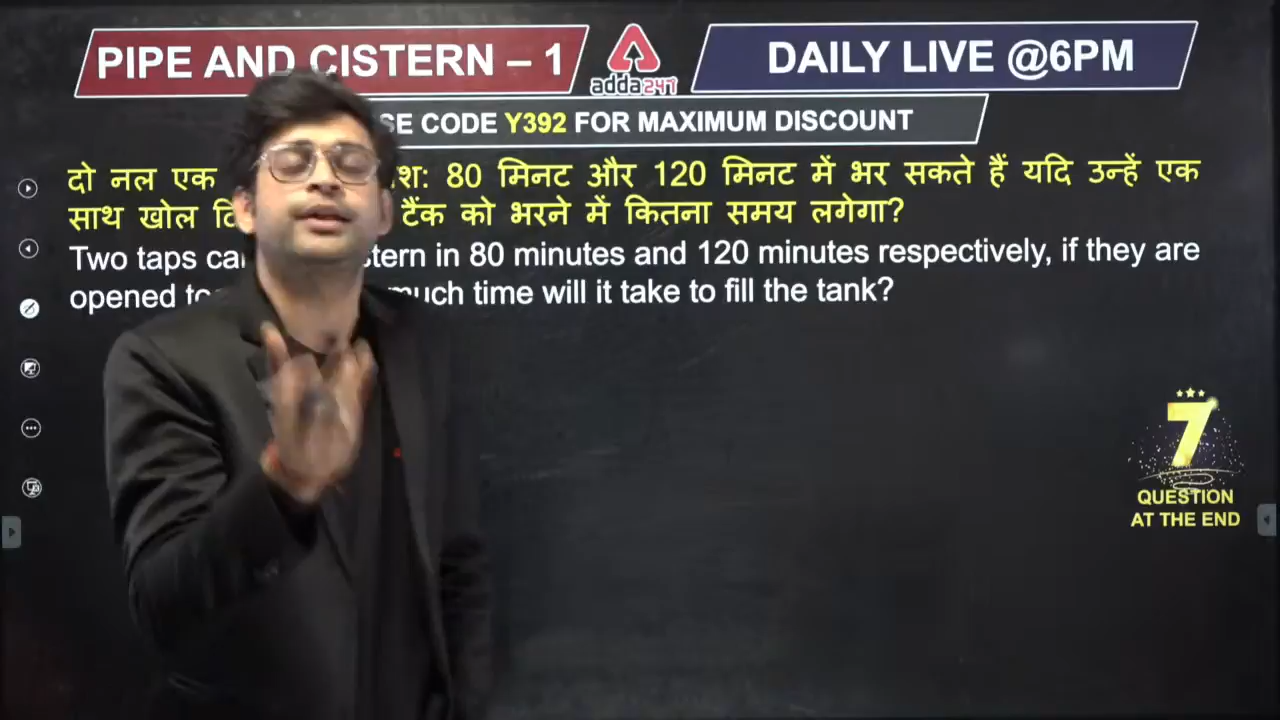 PIPE AND CISTERN – 1
adda247
DAILY LIVE @6PM
SE CODE Y392 FOR MAXIMUM DISCOUNT
दो नल एक श: 80 मिनट और 120 मिनट में भर सकते हैं यदि उन्हें एक
साथ खोल टैंक को भरने में कितना समय लगेगा?
Two taps ca stern in 80 minutes and 120 minutes respectively, if they are
opened much time will it take to fill the tank?
7
QUESTION
AT THE END